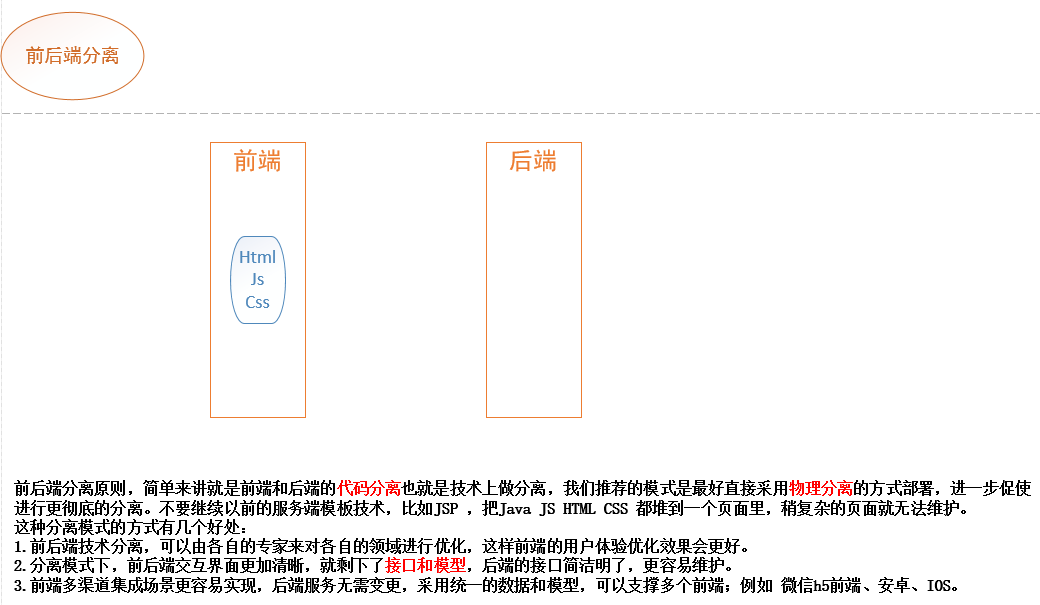 前后端分离
前端
后端
Html
Js
Css
前后端分离原则，简单来讲就是前端和后端的代码分离也就是技术上做分离，我们推荐的模式是最好直接采用物理分离的方式部署，进一步促使
进行更彻底的分离。不要继续以前的服务端模板技术，比如JSP ，把Java JS HTML CSS 都堆到一个页面里，稍复杂的页面就无法维护。
这种分离模式的方式有几个好处：
1.前后端技术分离，可以由各自的专家来对各自的领域进行优化，这样前端的用户体验优化效果会更好。
2.分离模式下，前后端交互界面更加清晰，就剩下了接口和模型，后端的接口简洁明了，更容易维护。
3.前端多渠道集成场景更容易实现，后端服务无需变更，采用统一的数据和模型，可以支撑多个前端；例如 微信h5前端、安卓、IOS。